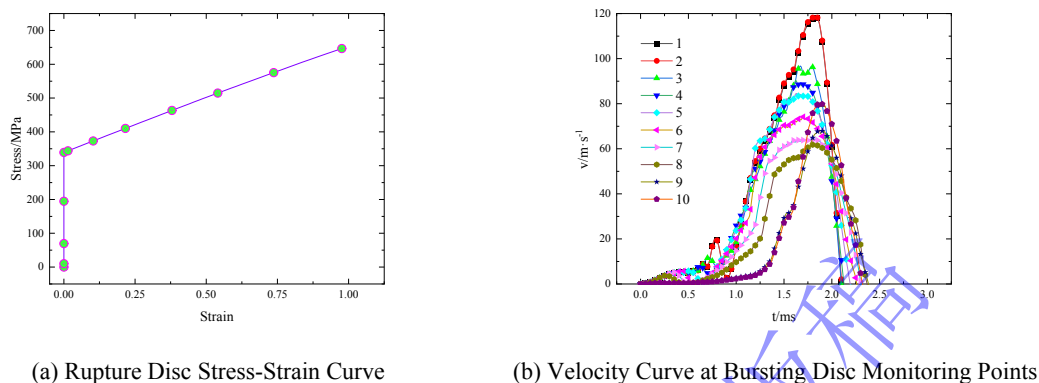 700
600
500
400
300
200
100
0
Stress/MPa
0.00 0.25 0.50 0.75 1.00
Strain
(a) Rupture Disc Stress-Strain Curve
120
100
80
60
40
20
0
v/m·s⁻¹
1
2
3
4
5
6
7
8
9
10
0.0 0.5 1.0 1.5 2.0 2.5 3.0
t/ms
(b) Velocity Curve at Bursting Disc Monitoring Points
稿